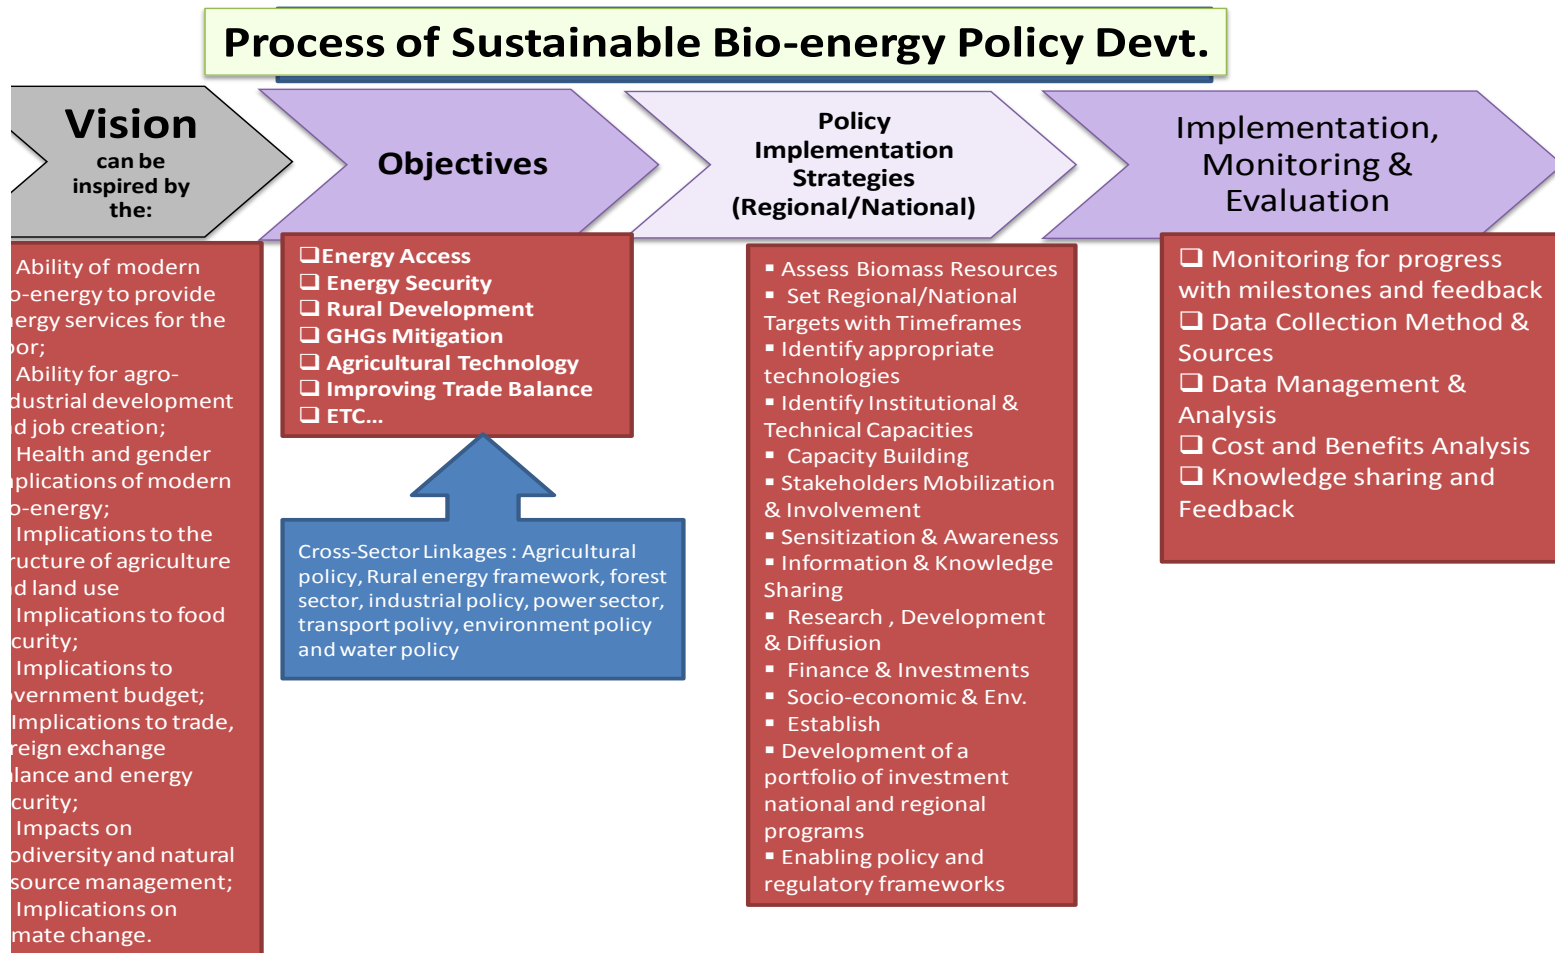 Process of Sustainable Bio-energy Policy Devt.
Vision
can be
inspired by
the:
Ability of modern
o-energy to provide
nergy services for the
oor;
Ability for agro-
dustrial development
nd job creation;
Health and gender
mplications of modern
o-energy;
Implications to the
ructure of agriculture
nd land use
Implications to food
curity;
Implications to
overnment budget;
Implications to trade,
reign exchange
alance and energy
curity;
Impacts on
odiversity and natural
source management;
Implications on
mate change.
Objectives
❑Energy Access
❑ Energy Security
❑ Rural Development
❑ GHGs Mitigation
❑ Agricultural Technology
❑ Improving Trade Balance
❑ ETC…
Cross-Sector Linkages : Agricultural
policy, Rural energy framework, forest
sector, industrial policy, power sector,
transport polivy, environment policy
and water policy
Policy
Implementation
Strategies
(Regional/National)
▪ Assess Biomass Resources
▪ Set Regional/National
Targets with Timeframes
▪ Identify appropriate
technologies
▪ Identify Institutional &
Technical Capacities
▪ Capacity Building
▪ Stakeholders Mobilization
& Involvement
▪ Sensitization & Awareness
▪ Information & Knowledge
Sharing
▪ Research , Development
& Diffusion
▪ Finance & Investments
▪ Socio-economic & Env.
▪ Establish
▪ Development of a
portfolio of investment
national and regional
programs
▪ Enabling policy and
regulatory frameworks
Implementation,
Monitoring &
Evaluation
❑ Monitoring for progress
with milestones and feedback
❑ Data Collection Method &
Sources
❑ Data Management &
Analysis
❑ Cost and Benefits Analysis
❑ Knowledge sharing and
Feedback